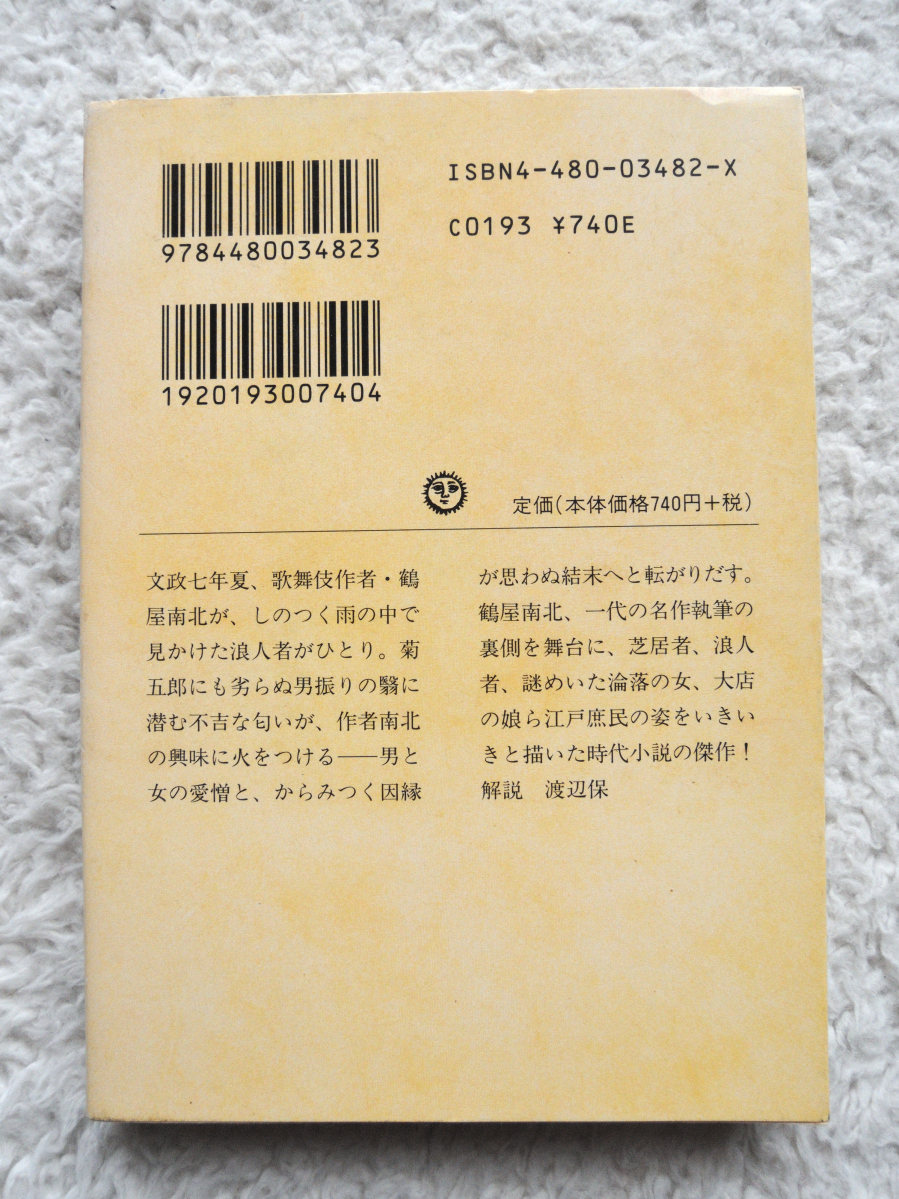 ISBN4-480-03482-X
9784480034823
C0193 ¥740E
1920193007404
定価(本体価格740円+税)
文政七年夏、歌舞伎作者・鶴
屋南北が、しのつく雨の中で
見かけた浪人者がひとり。菊
五郎にも劣らぬ男振りの翳に
潜む不吉な匂いが、作者南北
の興味に火をつける──男と
女の愛憎と、からみつく因縁
が思わぬ結末へと転がりだす。
鶴屋南北、一代の名作執筆の
裏側を舞台に、芝居者、浪人
者、謎めいた淪落の女、大店
の娘ら江戸庶民の姿をいきい
きと描いた時代小説の傑作!
解説 渡辺保